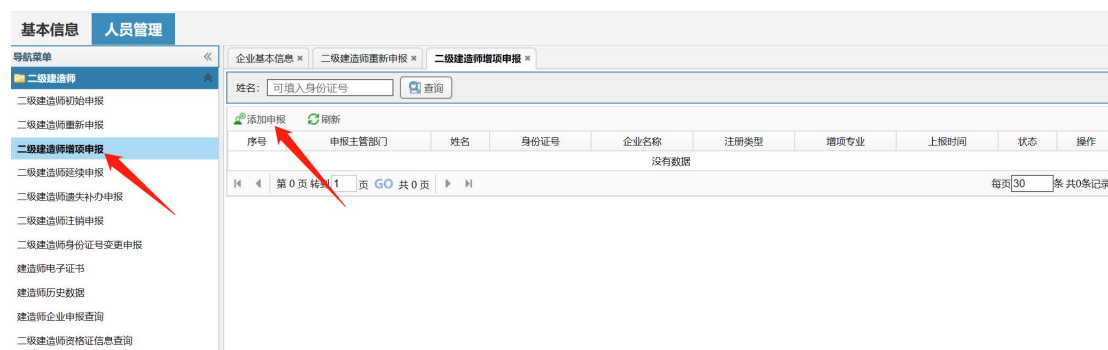 基本信息 人员管理
导航菜单
二级建造师
二级建造师初始申报
二级建造师重新申报
二级建造师增项申报
二级建造师延续申报
二级建造师遗失补办申报
二级建造师注销申报
二级建造师身份证号变更申报
建造师电子证书
建造师历史数据
建造师企业申报查询
二级建造师资格证信息查询
企业基本信息 × 二级建造师重新申报 × 二级建造师增项申报 ×
姓名: 可填入身份证号 查询
添加申报 刷新
序号 申报主管部门 姓名 身份证号 企业名称 注册类型 增项专业 上报时间 状态 操作
没有数据
第 0 页 转到 1 页 GO 共 0 页 每页 30 条 共0条记录